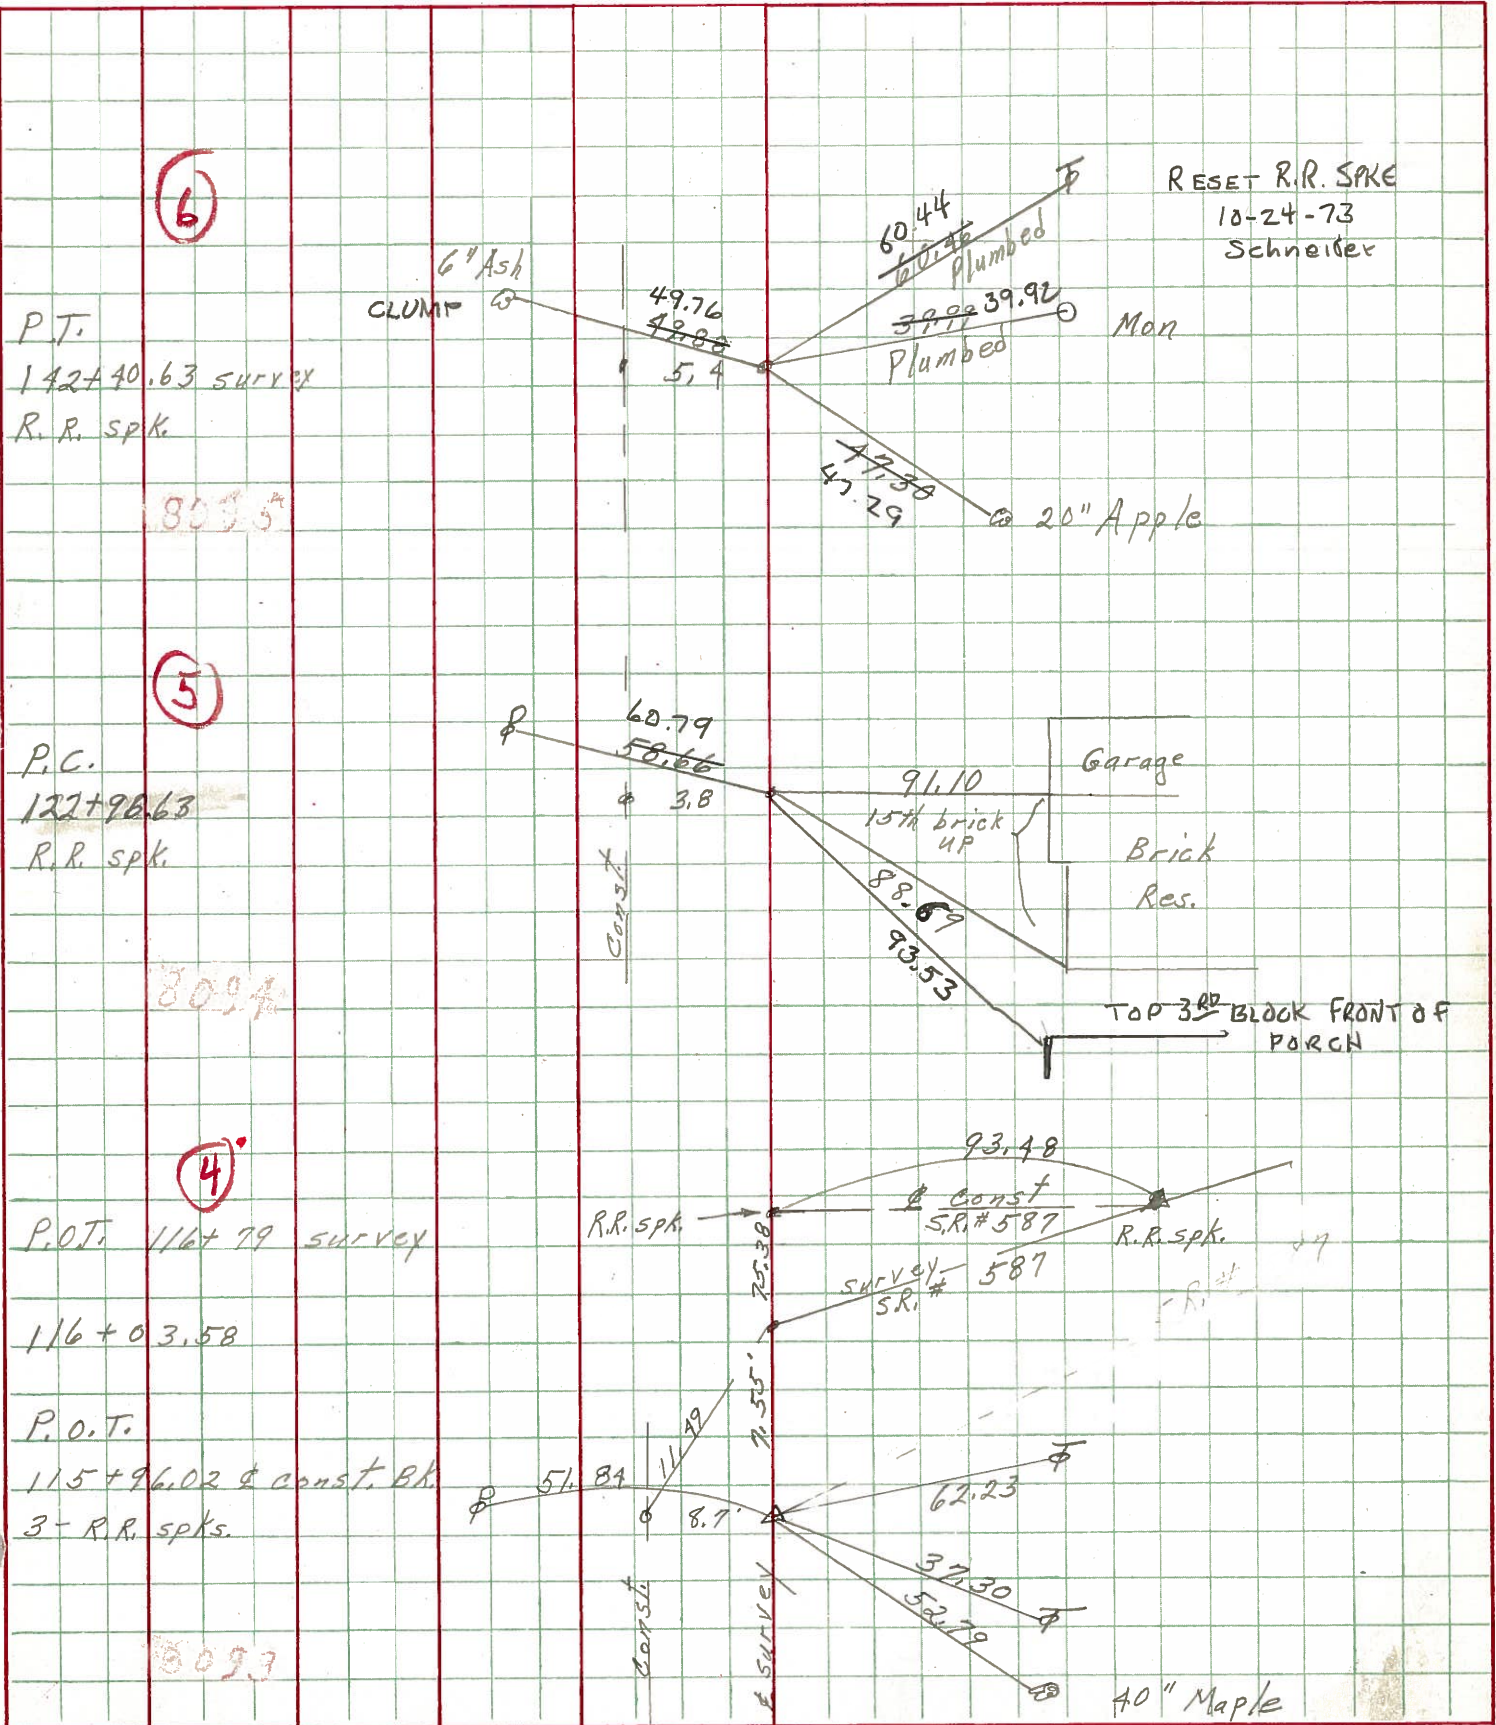 6
RESET R.R. SPKE
10-24-73
Schneider
60.44
60.46
Plumbed
6" Ash
CLUMP
49.76
49.88
5.4
39.92
Plumbed
Mon
P.T.
142+40.63 survey
R.R. spk.
47.30
47.29
20" Apple
8095
5
60.79
58.66
3.8
P.C.
122+96.63
R.R. spk.
91.10
Garage
15th brick
UP
Brick
Res.
88.69
93.53
Const.
TOP 3RD BLOCK FRONT OF
PORCH
8094
4
93.48
R.R. spk.
℄ Const
S.R. # 587
R.R. spk.
P.O.T. 116+79 survey
75.38
survey
S.R. # 587
116+03.58
7.55'
P.O.T.
115+96.02 ℄ const. Bk.
3 - R.R. spks.
51.84
11.49
8.7'
62.23
37.30
52.79
Const.
℄ survey
40" Maple
8093